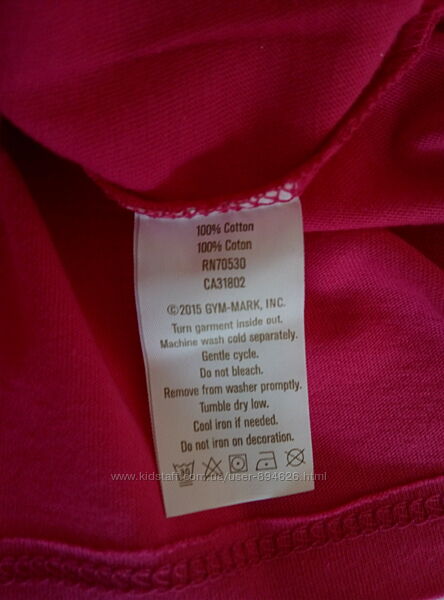 100% Cotton
100% Coton
RN70530
CA31802
©2015 GYM-MARK, INC.
Turn garment inside out.
Machine wash cold separately.
Gentle cycle.
Do not bleach.
Remove from washer promptly.
Tumble dry low.
Cool iron if needed.
Do not iron on decoration.
30
www.kidstaff.com.ua/user-894626.html